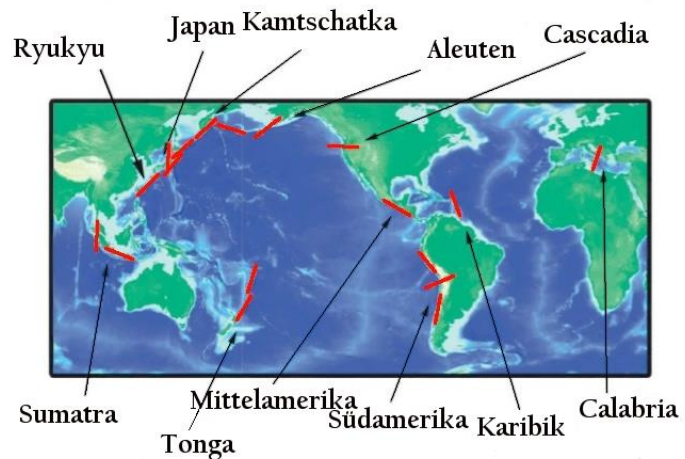 Japan Kamtschatka
Ryukyu
Aleuten
Cascadia
Sumatra
Mittelamerika
Südamerika
Karibik
Calabria
Tonga